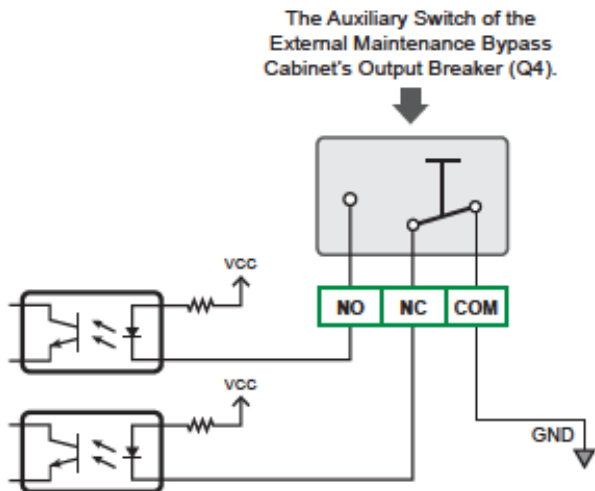 The Auxiliary Switch of the
External Maintenance Bypass
Cabinet's Output Breaker (Q4).
VCC
NO NC COM
VCC
GND